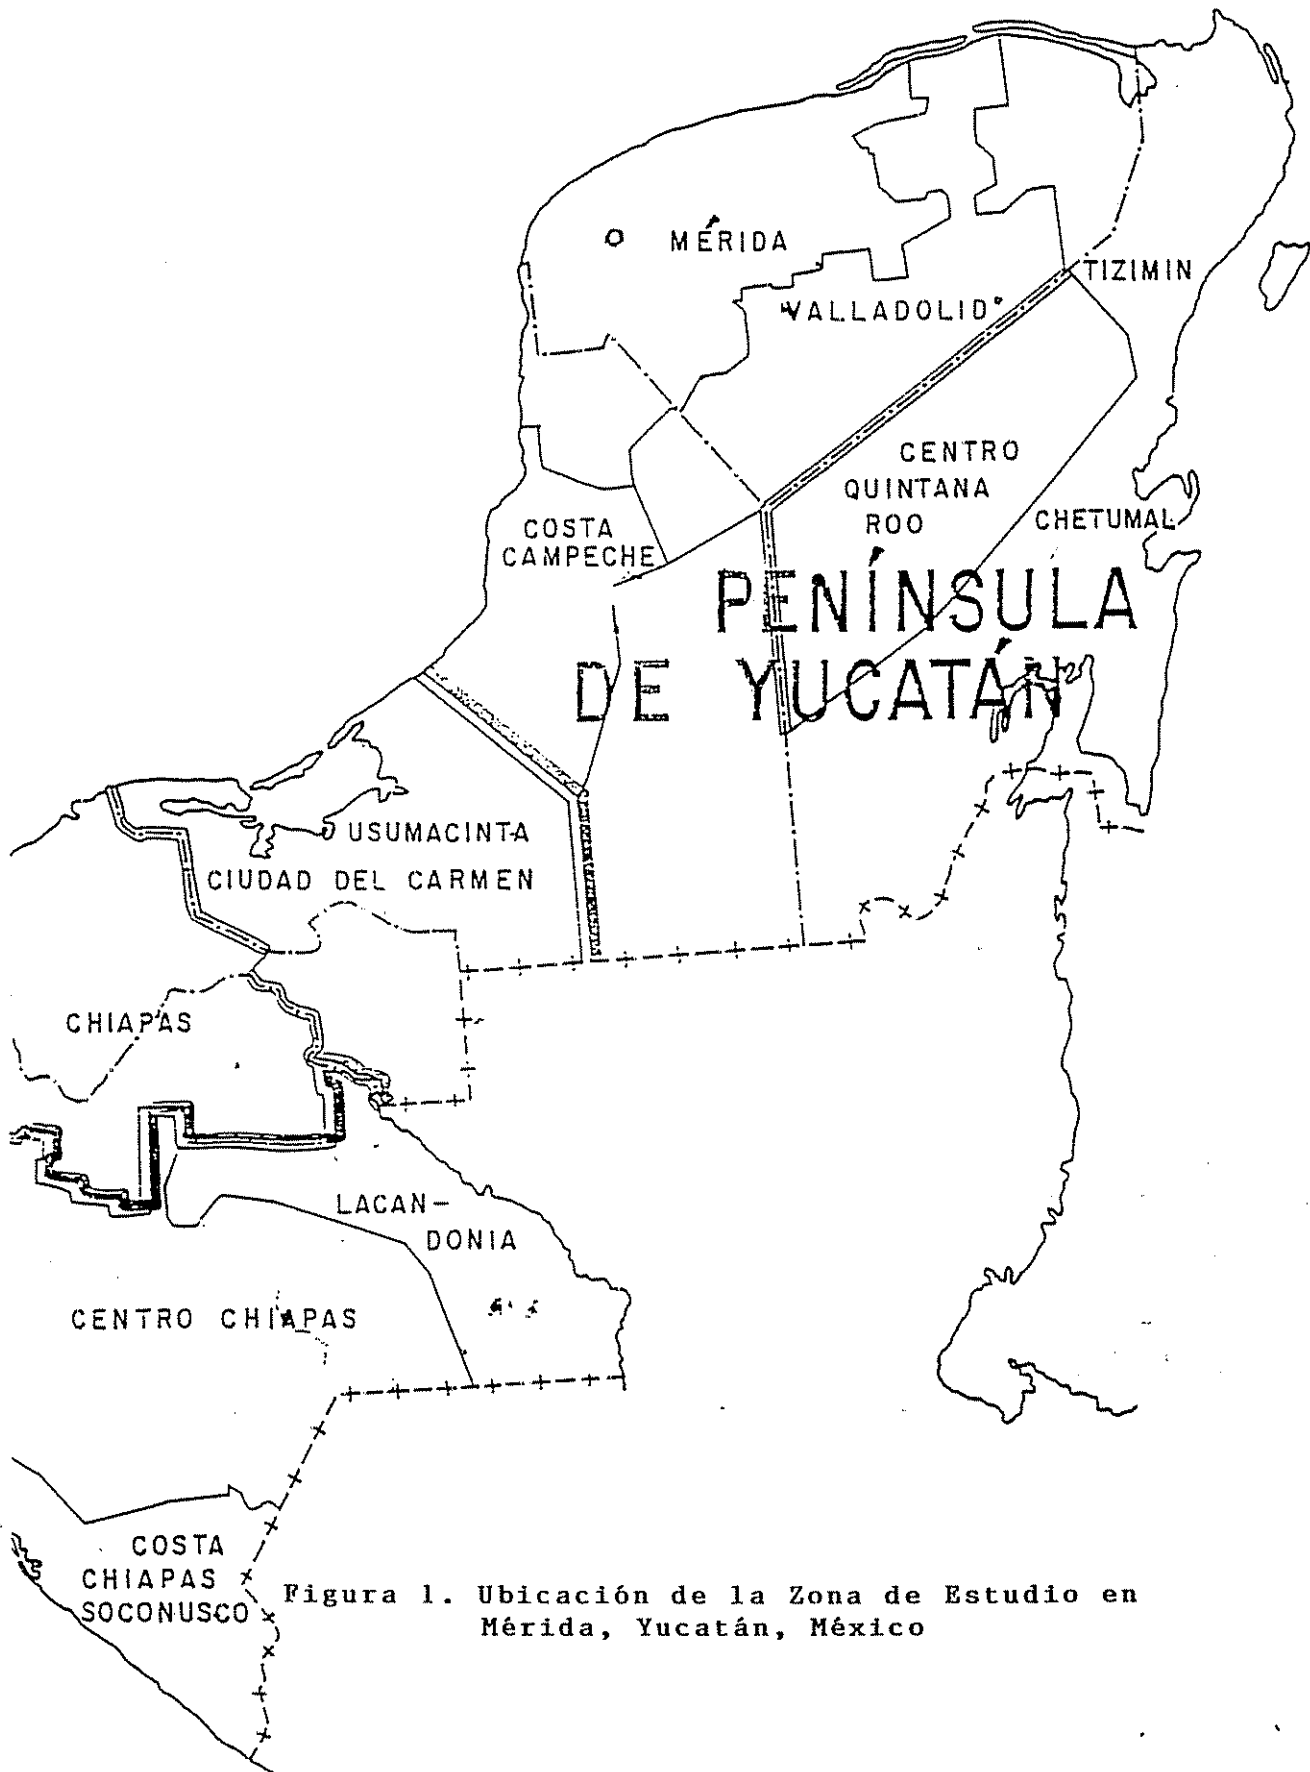 MÉRIDA
TIZIMIN
VALLADOLID
CENTRO
QUINTANA
ROO
COSTA
CAMPECHE
CHETUMAL
PENÍNSULA
DE YUCATÁN
USUMACINTA
CIUDAD DEL CARMEN
CHIAPAS
LACAN-
DONIA
CENTRO CHIAPAS
COSTA
CHIAPAS
SOCONUSCO
Figura 1. Ubicación de la Zona de Estudio en
Mérida, Yucatán, México